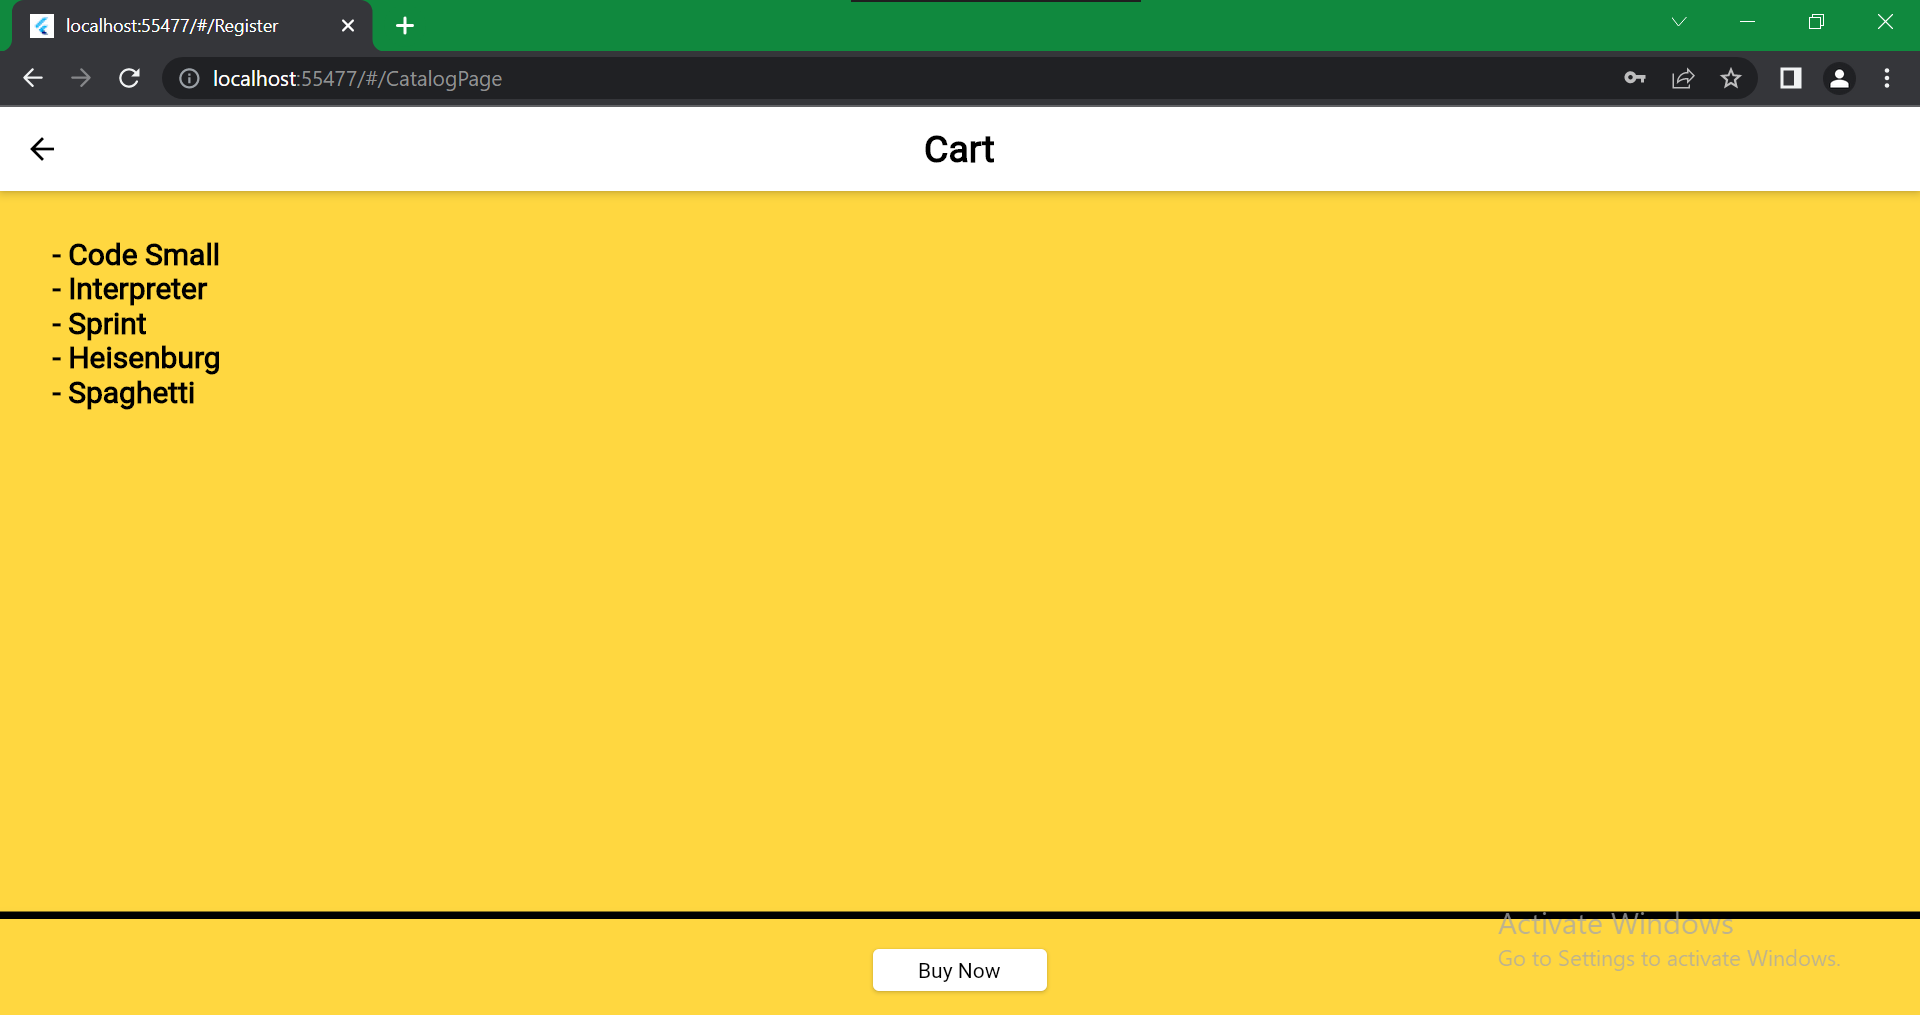 localhost:55477/#/Register
localhost:55477/#/CatalogPage
Cart
- Code Small
- Interpreter
- Sprint
- Heisenburg
- Spaghetti
Activate Windows
Go to Settings to activate Windows.
Buy Now